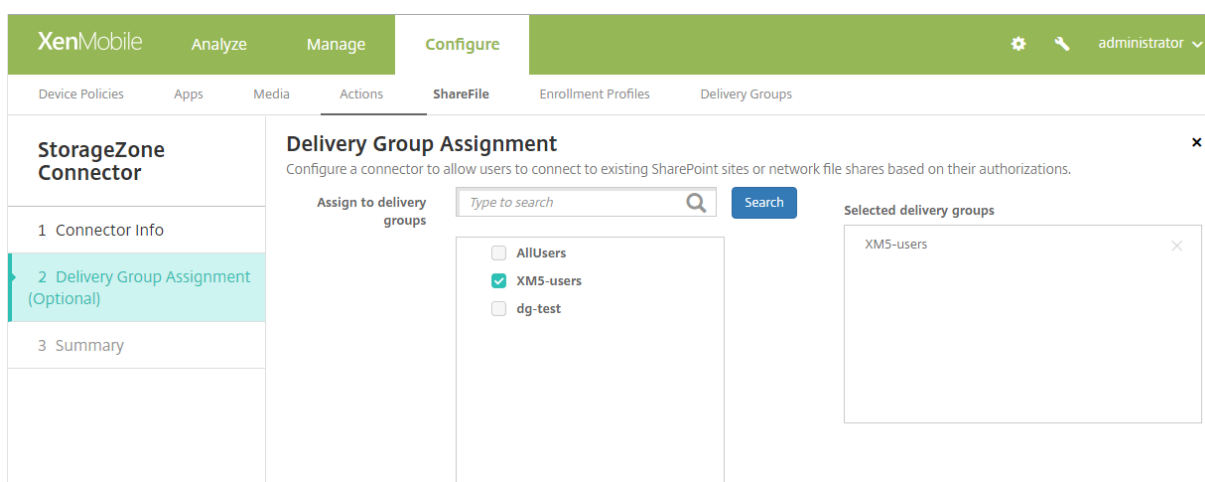 XenMobile Analyze Manage Configure administrator
Device Policies Apps Media Actions ShareFile Enrollment Profiles Delivery Groups
StorageZone
Connector
1 Connector Info
2 Delivery Group Assignment
(Optional)
3 Summary
Delivery Group Assignment
Configure a connector to allow users to connect to existing SharePoint sites or network file shares based on their authorizations.
Assign to delivery
groups
Type to search
Search
AllUsers
XM5-users
dg-test
Selected delivery groups
XM5-users